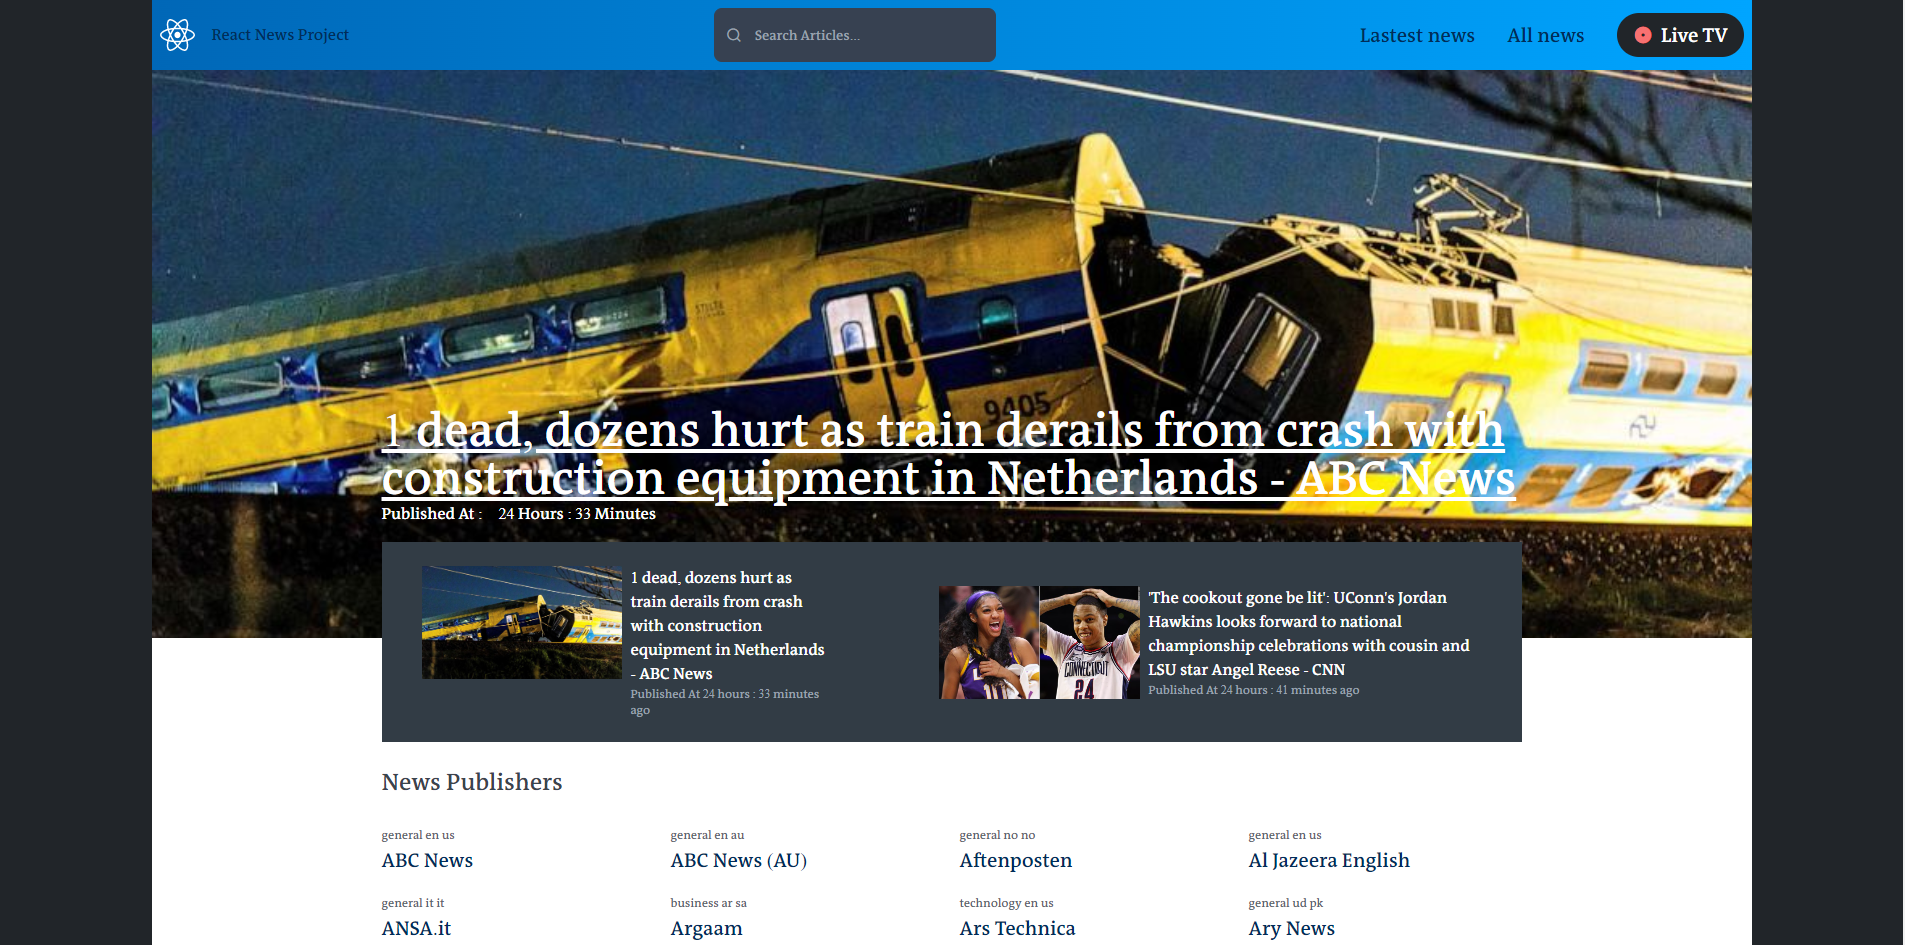 React News Project
Search Articles...
Lastest news
All news
Live TV
9405
1 dead, dozens hurt as train derails from crash with
construction equipment in Netherlands - ABC News
Published At : 24 Hours : 33 Minutes
1 dead, dozens hurt as
train derails from crash
with construction
equipment in Netherlands
- ABC News
Published At 24 hours : 33 minutes
ago
CONNECTICUT
24
'The cookout gone be lit': UConn's Jordan
Hawkins looks forward to national
championship celebrations with cousin and
LSU star Angel Reese - CNN
Published At 24 hours : 41 minutes ago
News Publishers
general en us
ABC News
general en au
ABC News (AU)
general no no
Aftenposten
general en us
Al Jazeera English
general it it
ANSA.it
business ar sa
Argaam
technology en us
Ars Technica
general ud pk
Ary News